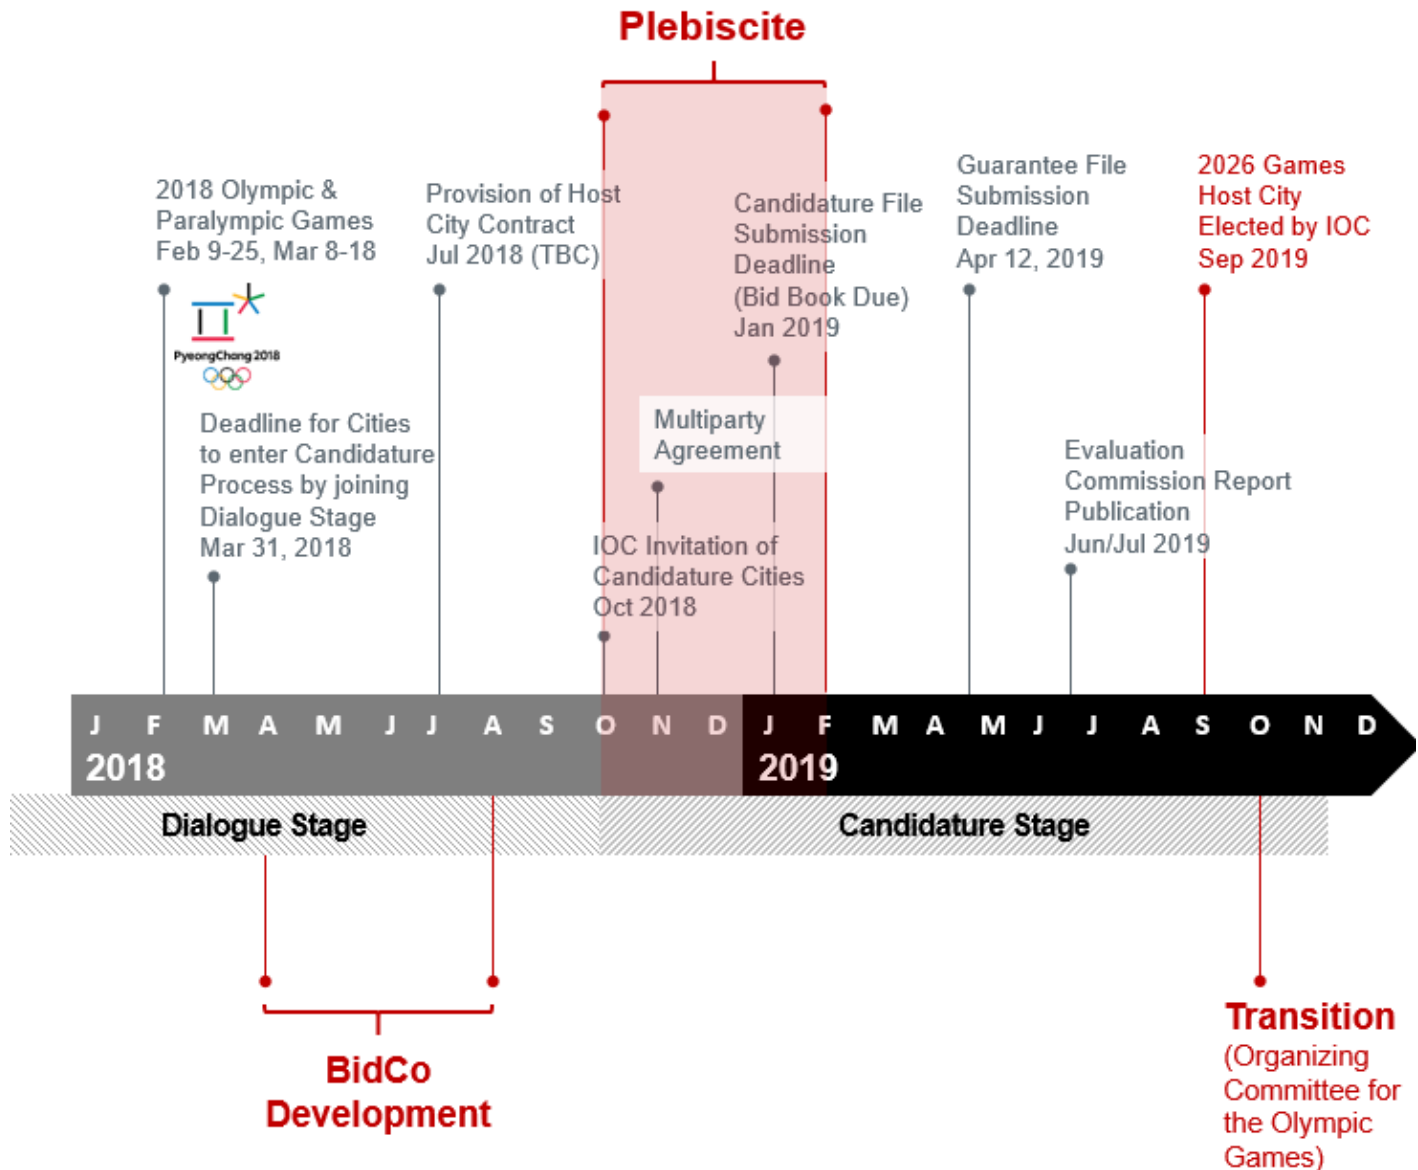 Plebiscite
2018 Olympic &
Paralympic Games
Feb 9-25, Mar 8-18
PyeongChang 2018
Deadline for Cities
to enter Candidature
Process by joining
Dialogue Stage
Mar 31, 2018
Provision of Host
City Contract
Jul 2018 (TBC)
IOC Invitation of
Candidature Cities
Oct 2018
Multiparty
Agreement
Candidature File
Submission
Deadline
(Bid Book Due)
Jan 2019
Guarantee File
Submission
Deadline
Apr 12, 2019
Evaluation
Commission Report
Publication
Jun/Jul 2019
2026 Games
Host City
Elected by IOC
Sep 2019
J F M A M J J A S O N D J F M A M J J A S O N D
2018 2019
Dialogue Stage Candidature Stage
BidCo
Development
Transition
(Organizing
Committee for
the Olympic
Games)